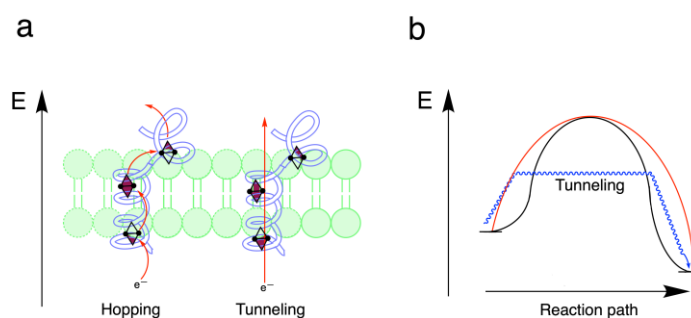 a
b
E
E
Tunneling
e⁻
e⁻
Hopping
Tunneling
Reaction path